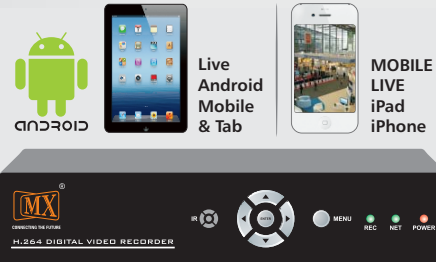 Live
Android
Mobile
& Tab
MOBILE
LIVE
iPad
iPhone
ANDROID
MX
®
CONNECTING THE FUTURE
H.264 DIGITAL VIDEO RECORDER
IR
ENTER
MENU
REC
NET
POWER